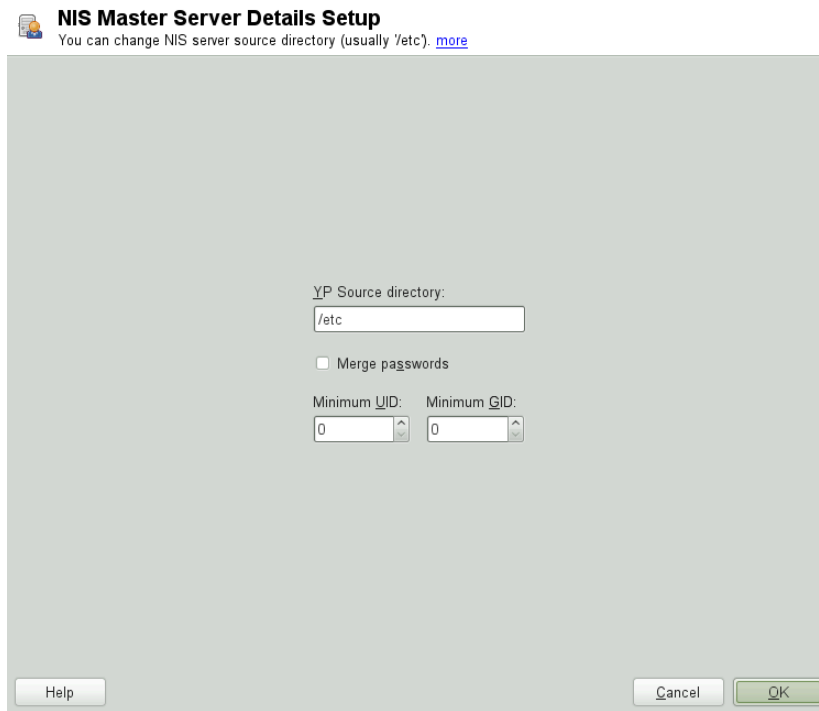 NIS Master Server Details Setup
You can change NIS server source directory (usually '/etc'). more
YP Source directory:
/etc
Merge passwords
Minimum UID: Minimum GID:
0 0
Help Cancel OK